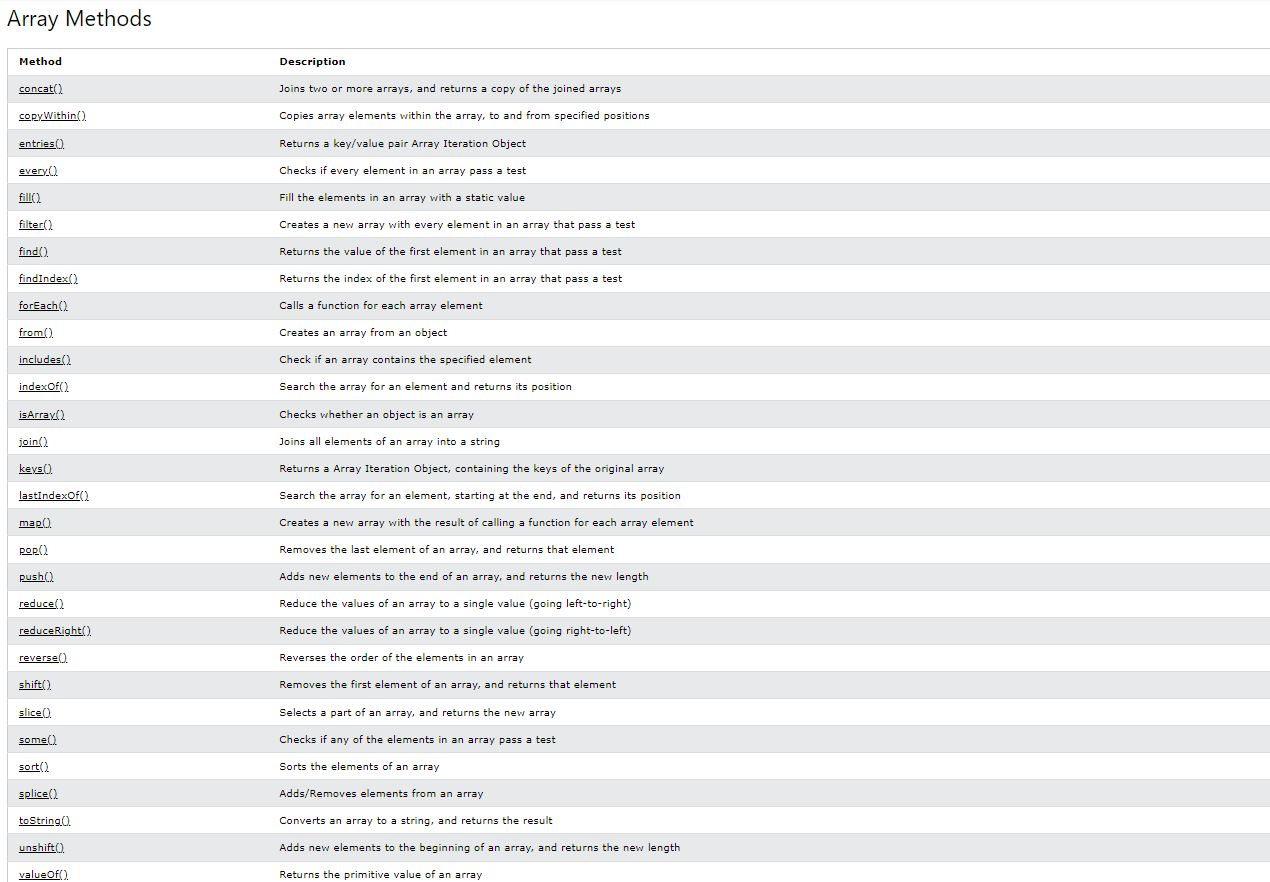 Array Methods
Method Description
concat() Joins two or more arrays, and returns a copy of the joined arrays
copyWithin() Copies array elements within the array, to and from specified positions
entries() Returns a key/value pair Array Iteration Object
every() Checks if every element in an array pass a test
fill() Fill the elements in an array with a static value
filter() Creates a new array with every element in an array that pass a test
find() Returns the value of the first element in an array that pass a test
findIndex() Returns the index of the first element in an array that pass a test
forEach() Calls a function for each array element
from() Creates an array from an object
includes() Check if an array contains the specified element
indexOf() Search the array for an element and returns its position
isArray() Checks whether an object is an array
join() Joins all elements of an array into a string
keys() Returns a Array Iteration Object, containing the keys of the original array
lastIndexOf() Search the array for an element, starting at the end, and returns its position
map() Creates a new array with the result of calling a function for each array element
pop() Removes the last element of an array, and returns that element
push() Adds new elements to the end of an array, and returns the new length
reduce() Reduce the values of an array to a single value (going left-to-right)
reduceRight() Reduce the values of an array to a single value (going right-to-left)
reverse() Reverses the order of the elements in an array
shift() Removes the first element of an array, and returns that element
slice() Selects a part of an array, and returns the new array
some() Checks if any of the elements in an array pass a test
sort() Sorts the elements of an array
splice() Adds/Removes elements from an array
toString() Converts an array to a string, and returns the result
unshift() Adds new elements to the beginning of an array, and returns the new length
valueOf() Returns the primitive value of an array